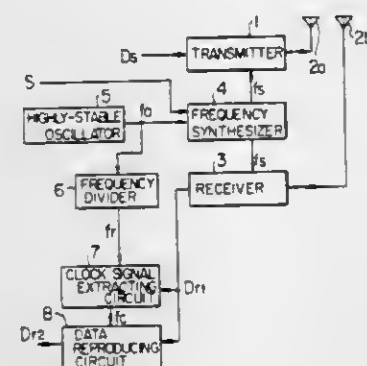 1
Ds
TRANSMITTER
2a
2b
S
5
4
fs
HIGHLY-STABLE
OSCILLATOR
fo
FREQUENCY
SYNTHESIZER
6
FREQUENCY
DIVIDER
3
fs
RECEIVER
fr
7
CLOCK SIGNAL
EXTRACTING
CIRCUIT
Dr1
8
fc
Dr2
DATA
REPRODUCING
CIRCUIT